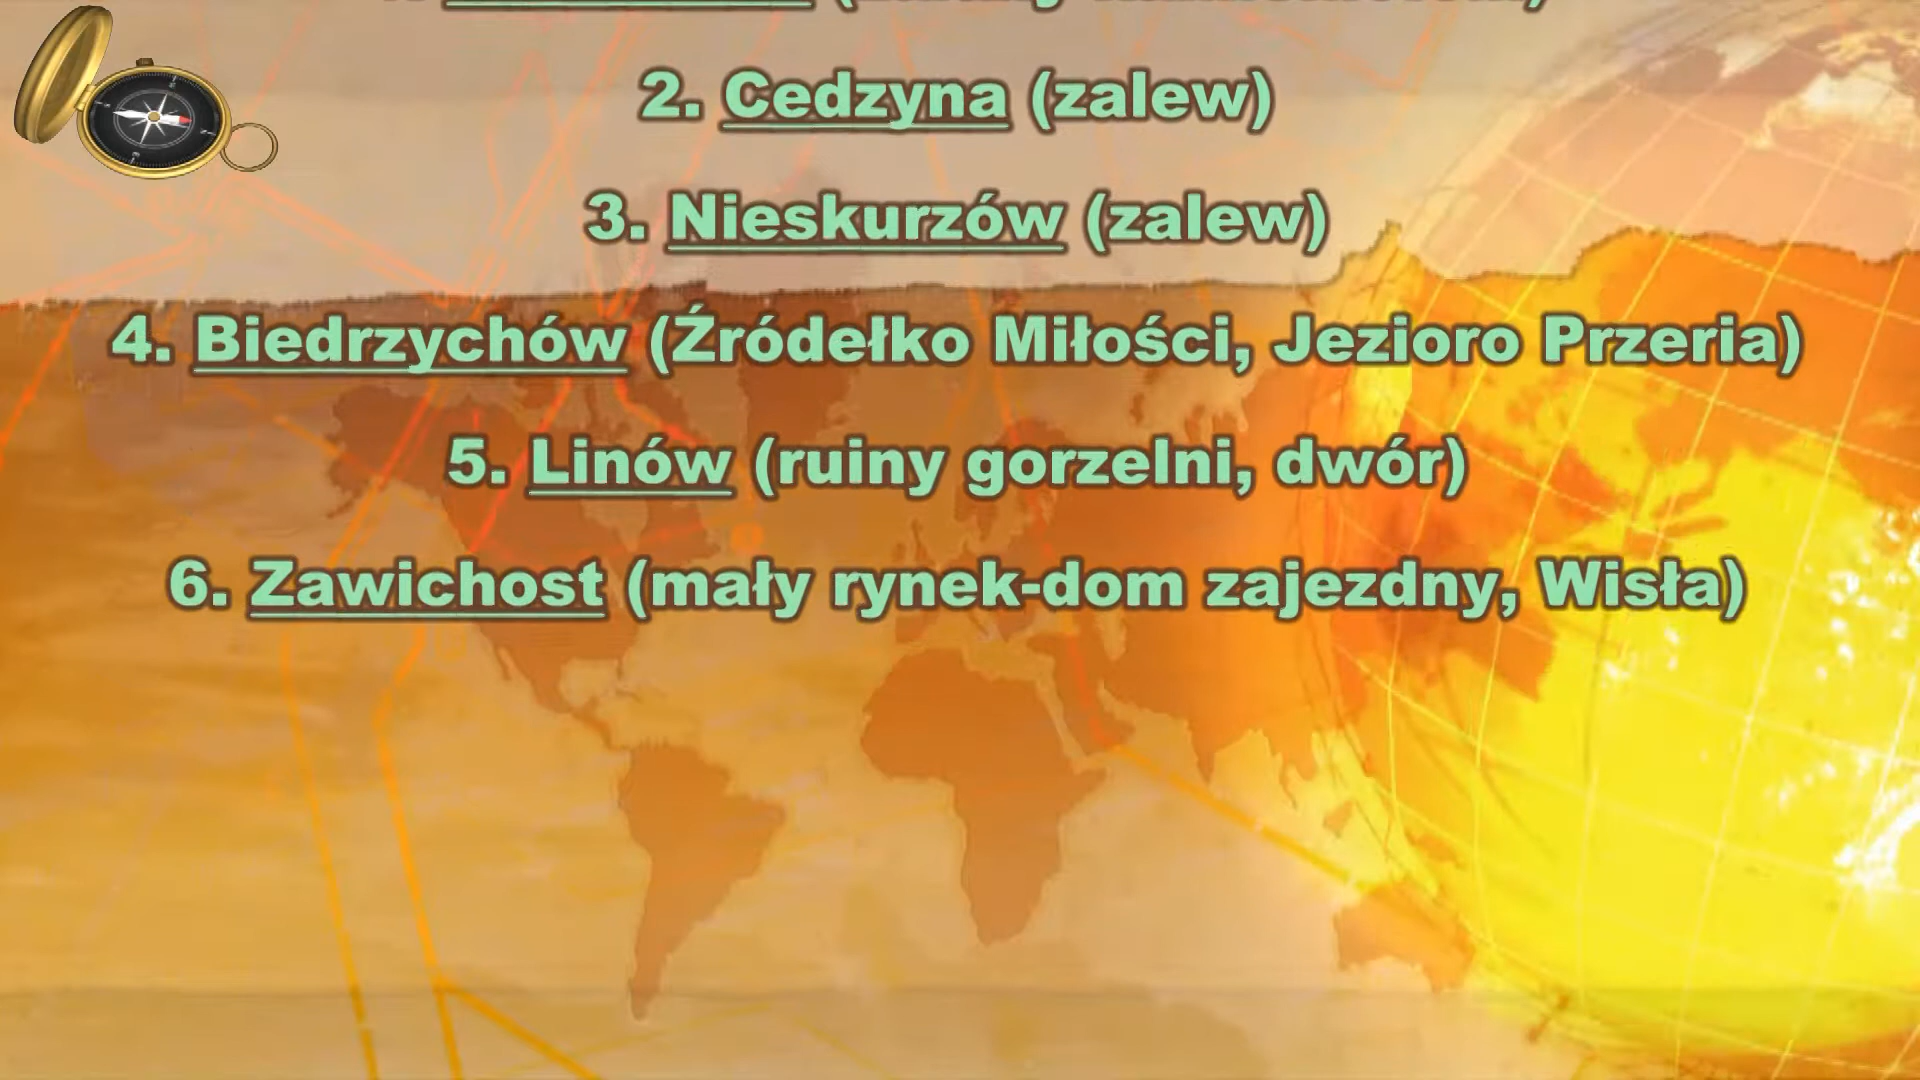 2. Cedzyna (zalew)
3. Nieskurzów (zalew)
4. Biedrzychów (Źródełko Miłości, Jezioro Przeria)
5. Linów (ruiny gorzelni, dwór)
6. Zawichost (mały rynek-dom zajezdny, Wisła)